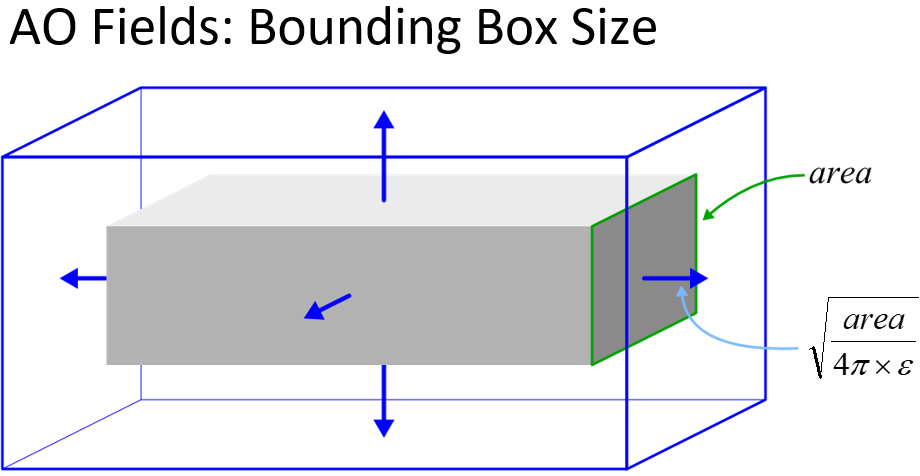 AO Fields: Bounding Box Size
area
√(area / 4π × ε)